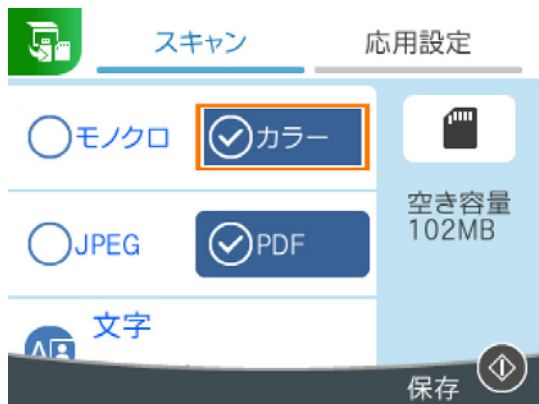 スキャン 応用設定
モノクロ カラー
空き容量
102MB
JPEG PDF
文字
保存